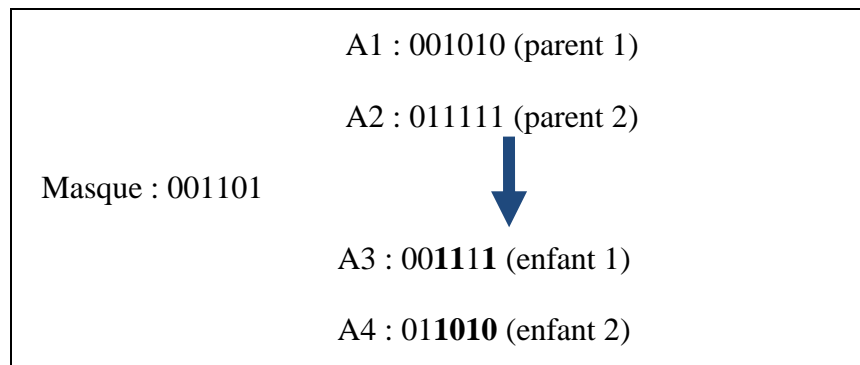 A1 : 001010 (parent 1)
A2 : 011111 (parent 2)
Masque : 001101
A3 : 001111 (enfant 1)
A4 : 011010 (enfant 2)